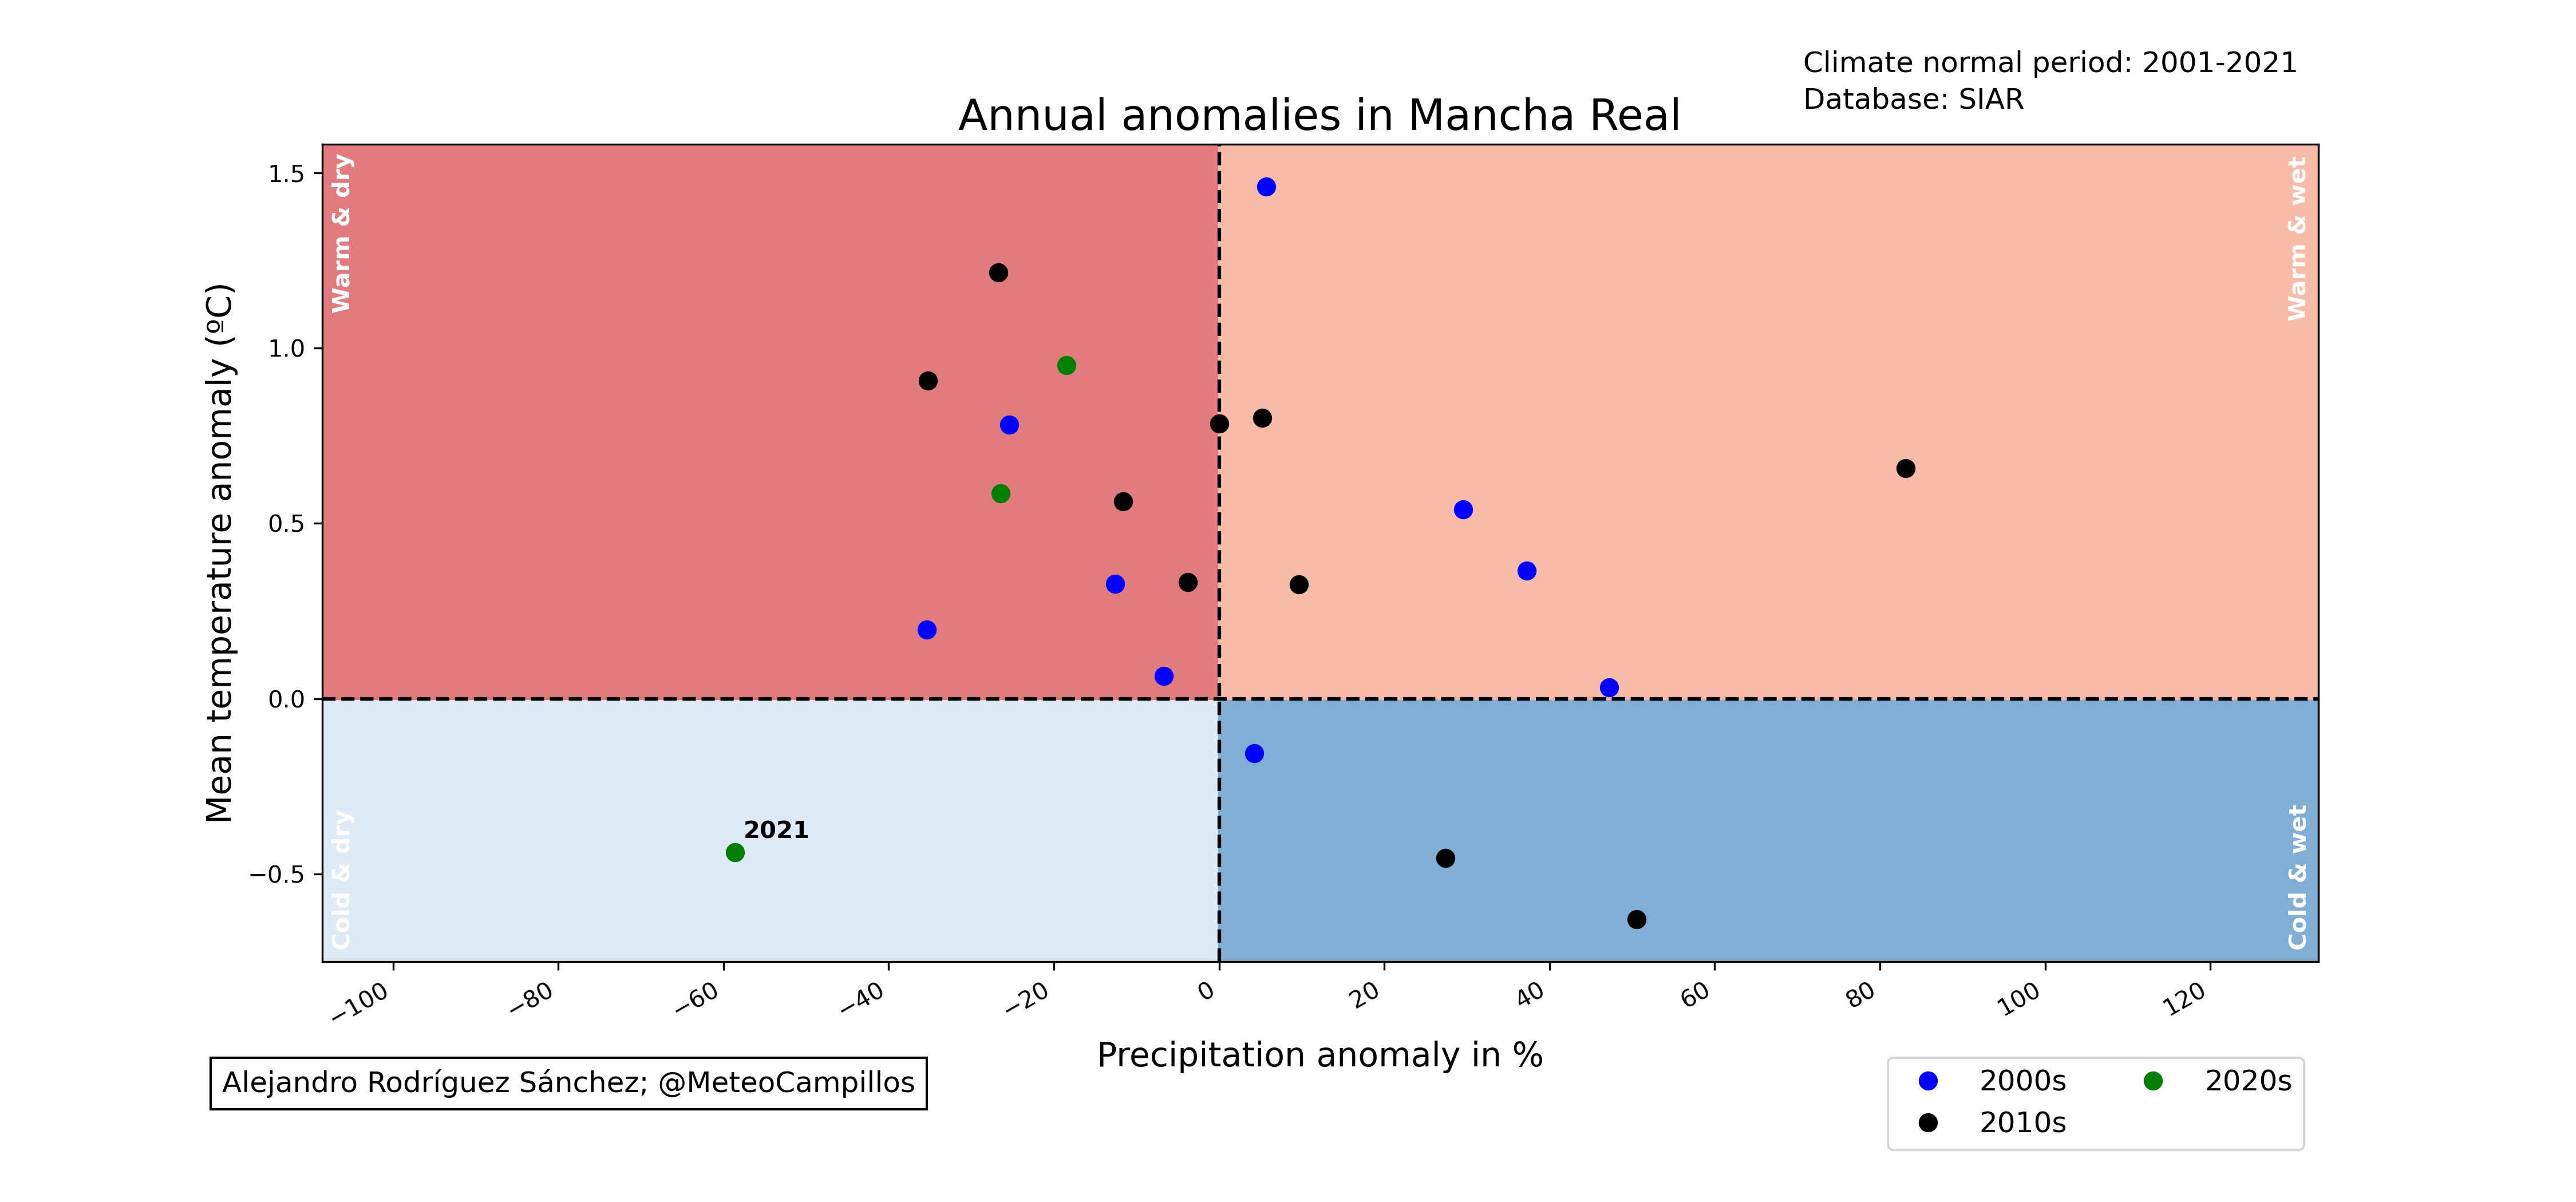 Climate normal period: 2001-2021
Database: SIAR
Annual anomalies in Mancha Real
Warm & dry
Warm & wet
Cold & dry
Cold & wet
Mean temperature anomaly (ºC)
1.5
1.0
0.5
0.0
−0.5
2021
−100
−80
−60
−40
−20
0
20
40
60
80
100
120
Precipitation anomaly in %
Alejandro Rodríguez Sánchez; @MeteoCampillos
2000s
2010s
2020s